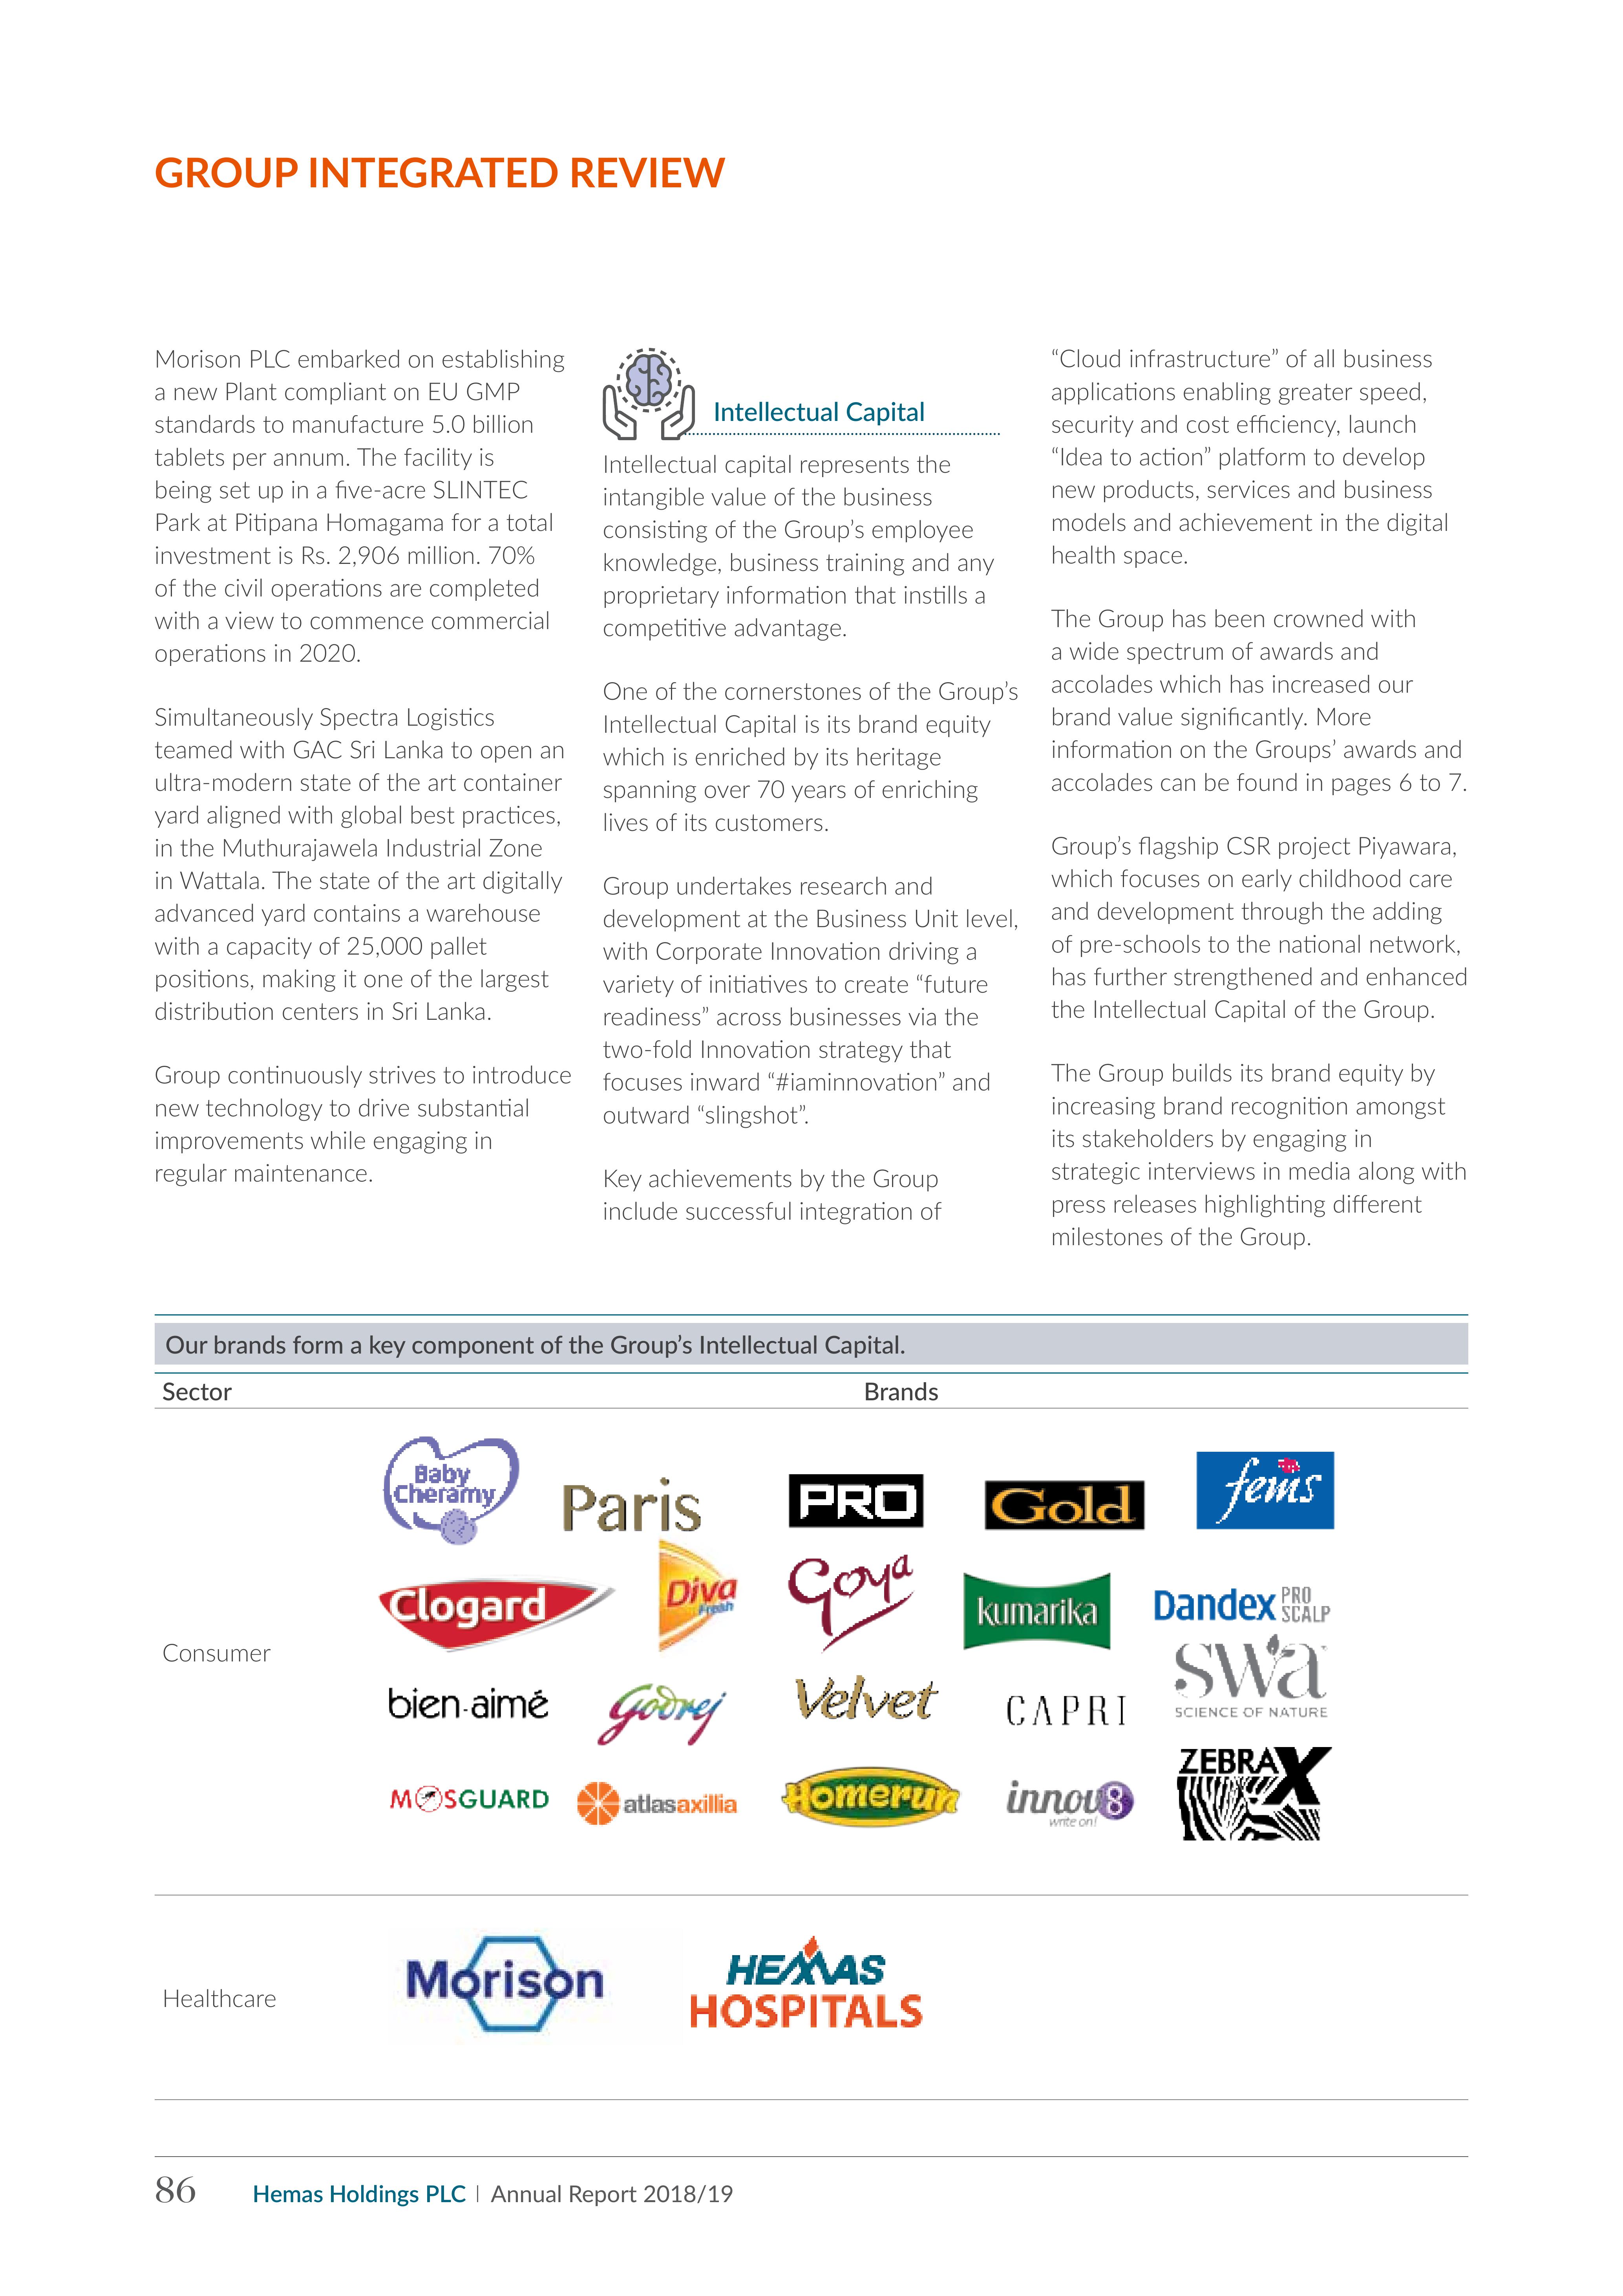 GROUP INTEGRATED REVIEW
Morison PLC embarked on establishing
a new Plant compliant on EU GMP
standards to manufacture 5.0 billion
tablets per annum. The facility is
being set up in a five-acre SLINTEC
Park at Pitipana Homagama for a total
investment is Rs. 2,906 million. 70%
of the civil operations are completed
with a view to commence commercial
operations in 2020.
Simultaneously Spectra Logistics
teamed with GAC Sri Lanka to open an
ultra-modern state of the art container
yard aligned with global best practices,
in the Muthurajawela Industrial Zone
in Wattala. The state of the art digitally
advanced yard contains a warehouse
with a capacity of 25,000 pallet
positions, making it one of the largest
distribution centers in Sri Lanka.
Group continuously strives to introduce
new technology to drive substantial
improvements while engaging in
regular maintenance.
Intellectual Capital
Intellectual capital represents the
intangible value of the business
consisting of the Group's employee
knowledge, business training and any
proprietary information that instills a
competitive advantage.
One of the cornerstones of the Group's
Intellectual Capital is its brand equity
which is enriched by its heritage
spanning over 70 years of enriching
lives of its customers.
Group undertakes research and
development at the Business Unit level,
with Corporate Innovation driving a
variety of initiatives to create “future
readiness” across businesses via the
two-fold Innovation strategy that
focuses inward “#iaminnovation” and
outward “slingshot”.
Key achievements by the Group
include successful integration of
“Cloud infrastructure” of all business
applications enabling greater speed,
security and cost efficiency, launch
“Idea to action” platform to develop
new products, services and business
models and achievement in the digital
health space.
The Group has been crowned with
a wide spectrum of awards and
accolades which has increased our
brand value significantly. More
information on the Groups' awards and
accolades can be found in pages 6 to 7.
Group's flagship CSR project Piyawara,
which focuses on early childhood care
and development through the adding
of pre-schools to the national network,
has further strengthened and enhanced
the Intellectual Capital of the Group.
The Group builds its brand equity by
increasing brand recognition amongst
its stakeholders by engaging in
strategic interviews in media along with
press releases highlighting different
milestones of the Group.
Our brands form a key component of the Group's Intellectual Capital.
Sector Brands
Consumer
Baby
Cheramy
Paris
PRO
Gold
fems
Clogard
Diva
Fresh
Goya
kumarika
Dandex PRO
SCALP
bien-aimé
Godrej
Velvet
CAPRI
swa
SCIENCE OF NATURE
MOSGUARD
atlasaxillia
Homerun
innov8
write on!
ZEBRAX
Healthcare
Morison
HEMAS
HOSPITALS
86 Hemas Holdings PLC | Annual Report 2018/19